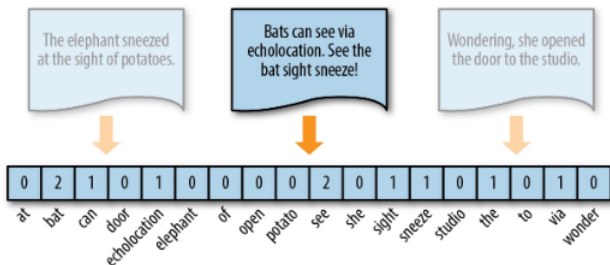 The elephant sneezed
at the sight of potatoes.
Bats can see via
echolocation. See the
bat sight sneeze!
Wondering, she opened
the door to the studio.
0 2 1 0 1 0 0 0 0 2 0 1 1 0 1 0 1 0
at bat can door echolocation elephant of open potato see she sight sneeze studio the to via wonder